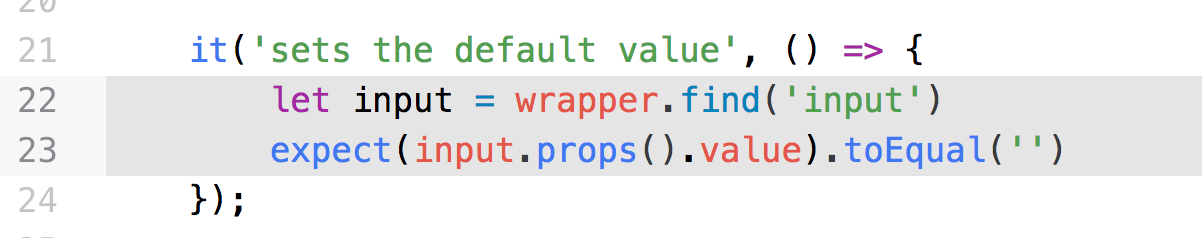 21 it('sets the default value', () => {
22 let input = wrapper.find('input')
23 expect(input.props().value).toEqual('')
24 });